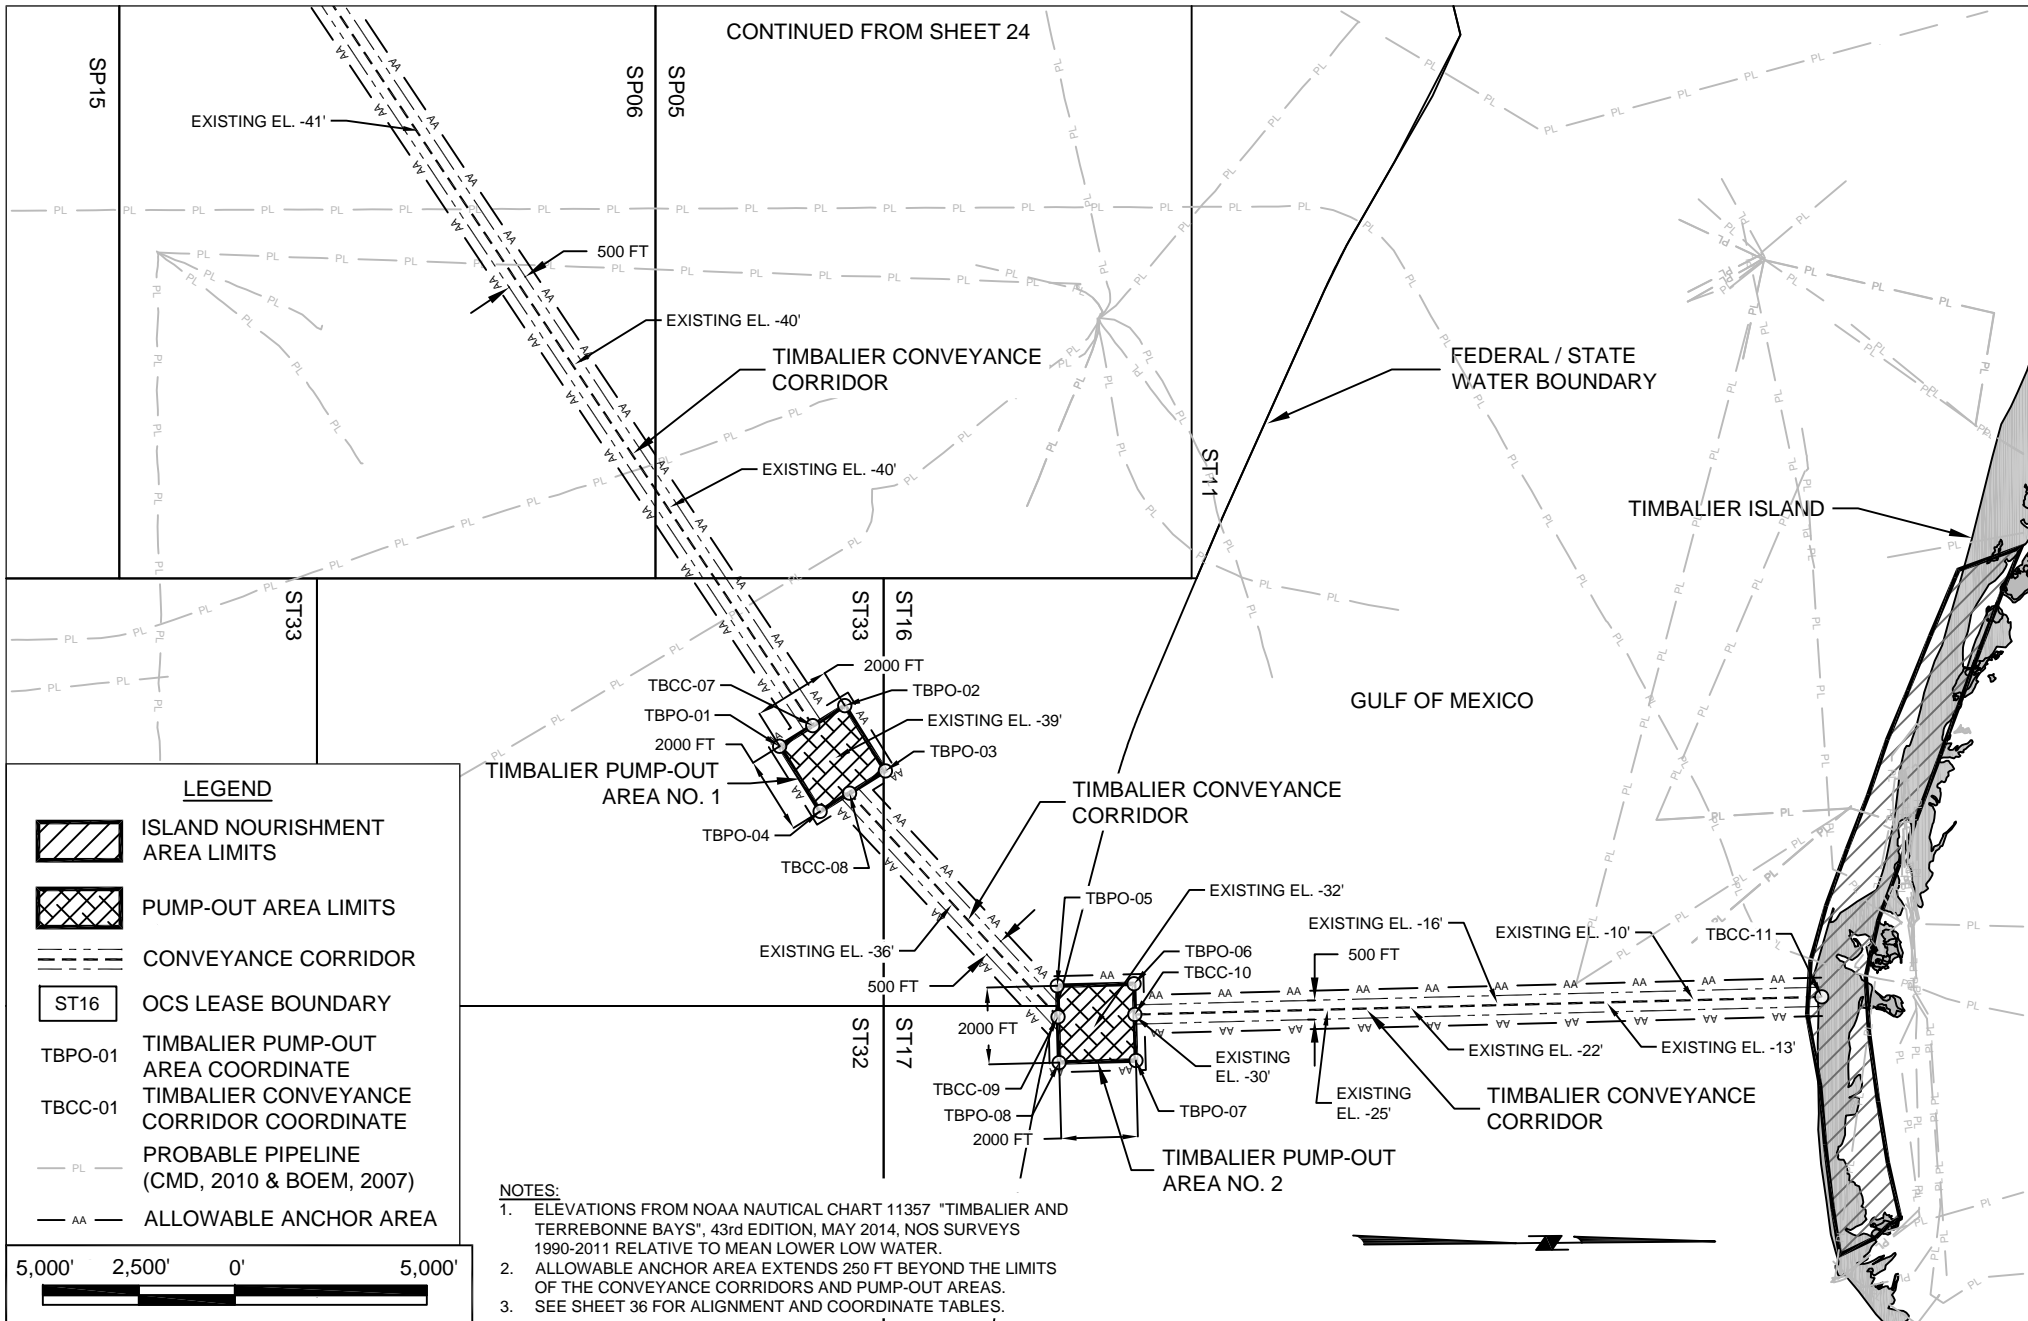 CONTINUED FROM SHEET 24
SP15
SP06
SP05
EXISTING EL. -41'
500 FT
EXISTING EL. -40'
TIMBALIER CONVEYANCE
CORRIDOR
EXISTING EL. -40'
FEDERAL / STATE
WATER BOUNDARY
ST11
TIMBALIER ISLAND
ST33
ST33
ST16
2000 FT
TBCC-07
TBPO-02
TBPO-01
EXISTING EL. -39'
2000 FT
TBPO-03
TIMBALIER PUMP-OUT
AREA NO. 1
TBPO-04
TBCC-08
GULF OF MEXICO
TIMBALIER CONVEYANCE
CORRIDOR
TBPO-05
EXISTING EL. -32'
EXISTING EL. -36'
500 FT
TBPO-06
TBCC-10
EXISTING EL. -16'
500 FT
EXISTING EL. -10'
TBCC-11
2000 FT
ST32
ST17
EXISTING
EL. -30'
TBCC-09
TBPO-08
2000 FT
TBPO-07
EXISTING
EL. -25'
EXISTING EL. -22'
EXISTING EL. -13'
TIMBALIER CONVEYANCE
CORRIDOR
TIMBALIER PUMP-OUT
AREA NO. 2
LEGEND
ISLAND NOURISHMENT
AREA LIMITS
PUMP-OUT AREA LIMITS
CONVEYANCE CORRIDOR
ST16 OCS LEASE BOUNDARY
TBPO-01 TIMBALIER PUMP-OUT
AREA COORDINATE
TBCC-01 TIMBALIER CONVEYANCE
CORRIDOR COORDINATE
PL PROBABLE PIPELINE
(CMD, 2010 & BOEM, 2007)
AA ALLOWABLE ANCHOR AREA
5,000' 2,500' 0' 5,000'
NOTES:
1. ELEVATIONS FROM NOAA NAUTICAL CHART 11357 "TIMBALIER AND
TERREBONNE BAYS", 43rd EDITION, MAY 2014, NOS SURVEYS
1990-2011 RELATIVE TO MEAN LOWER LOW WATER.
2. ALLOWABLE ANCHOR AREA EXTENDS 250 FT BEYOND THE LIMITS
OF THE CONVEYANCE CORRIDORS AND PUMP-OUT AREAS.
3. SEE SHEET 36 FOR ALIGNMENT AND COORDINATE TABLES.